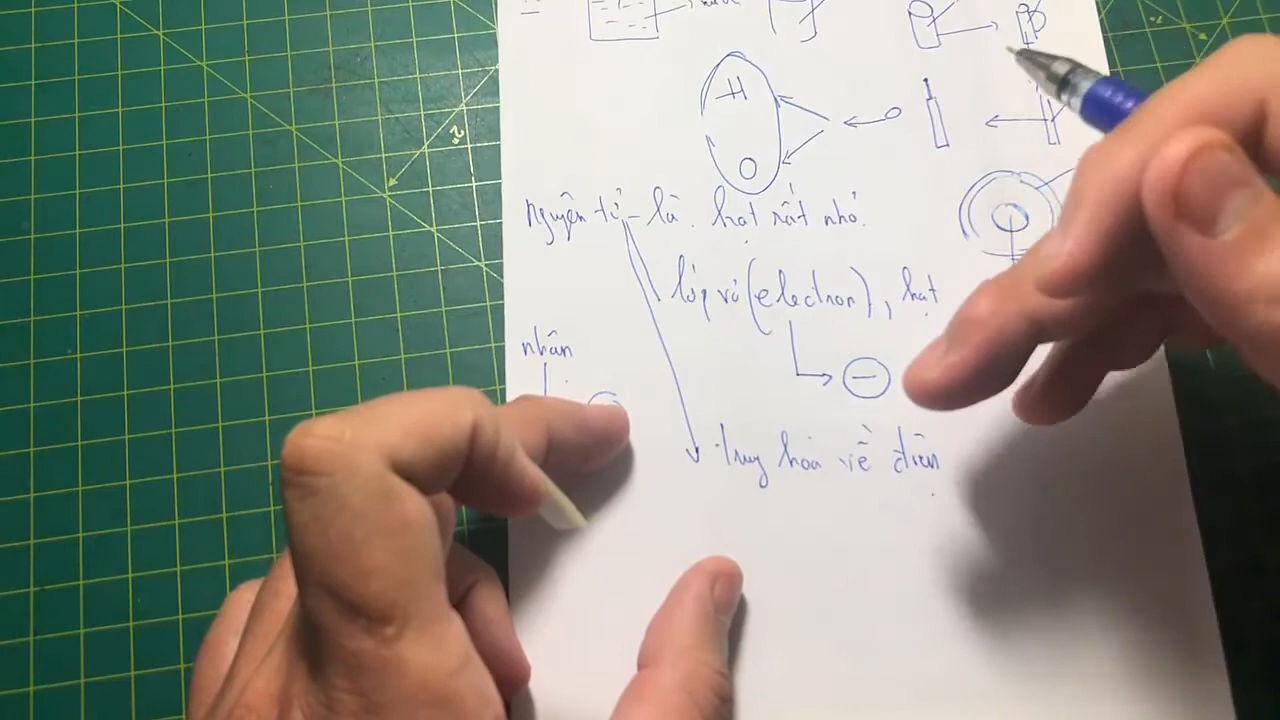 H
O
nguyên tử - là hạt rất nhỏ.
lớp vỏ (electron), hạt
nhân
trung hòa về điện